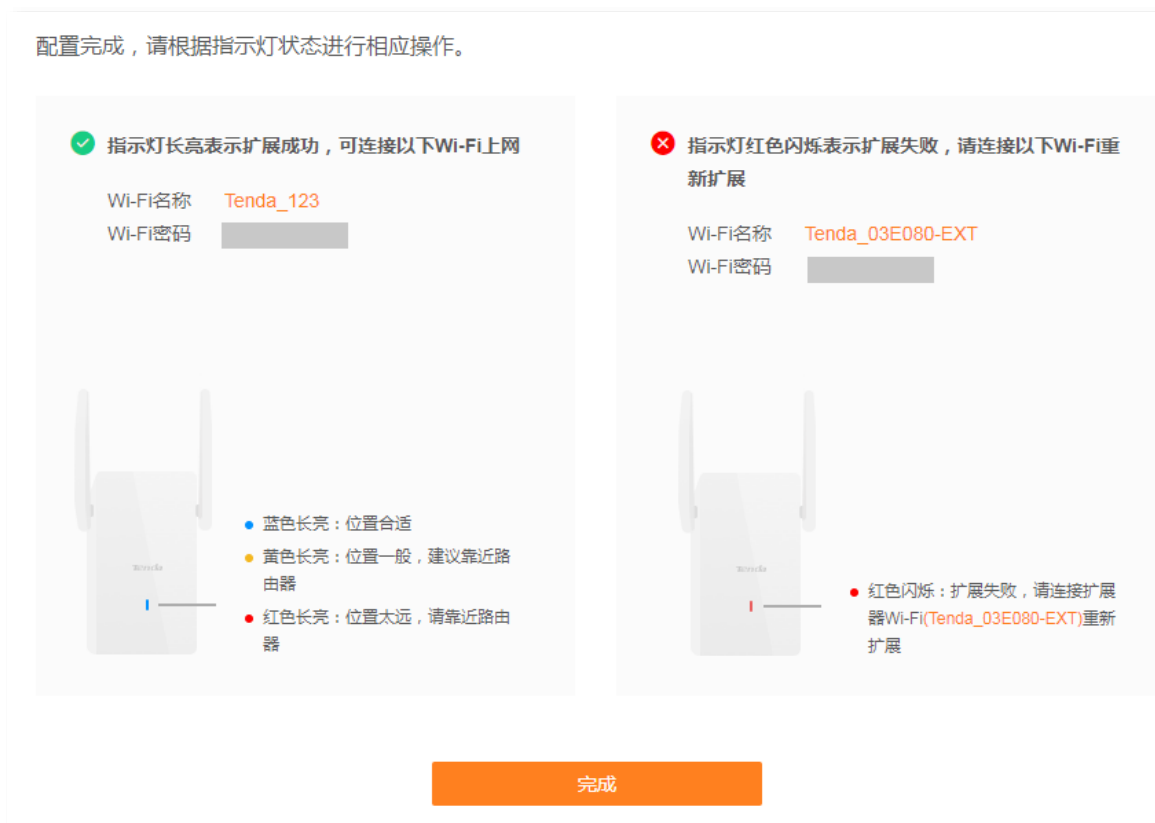 配置完成，请根据指示灯状态进行相应操作。
指示灯长亮表示扩展成功，可连接以下Wi-Fi上网
Wi-Fi名称 Tenda_123
Wi-Fi密码
蓝色长亮：位置合适
黄色长亮：位置一般，建议靠近路
由器
红色长亮：位置太远，请靠近路由
器
Tenda
指示灯红色闪烁表示扩展失败，请连接以下Wi-Fi重
新扩展
Wi-Fi名称 Tenda_03E080-EXT
Wi-Fi密码
Tenda
红色闪烁：扩展失败，请连接扩展
器Wi-Fi(Tenda_03E080-EXT)重新
扩展
完成